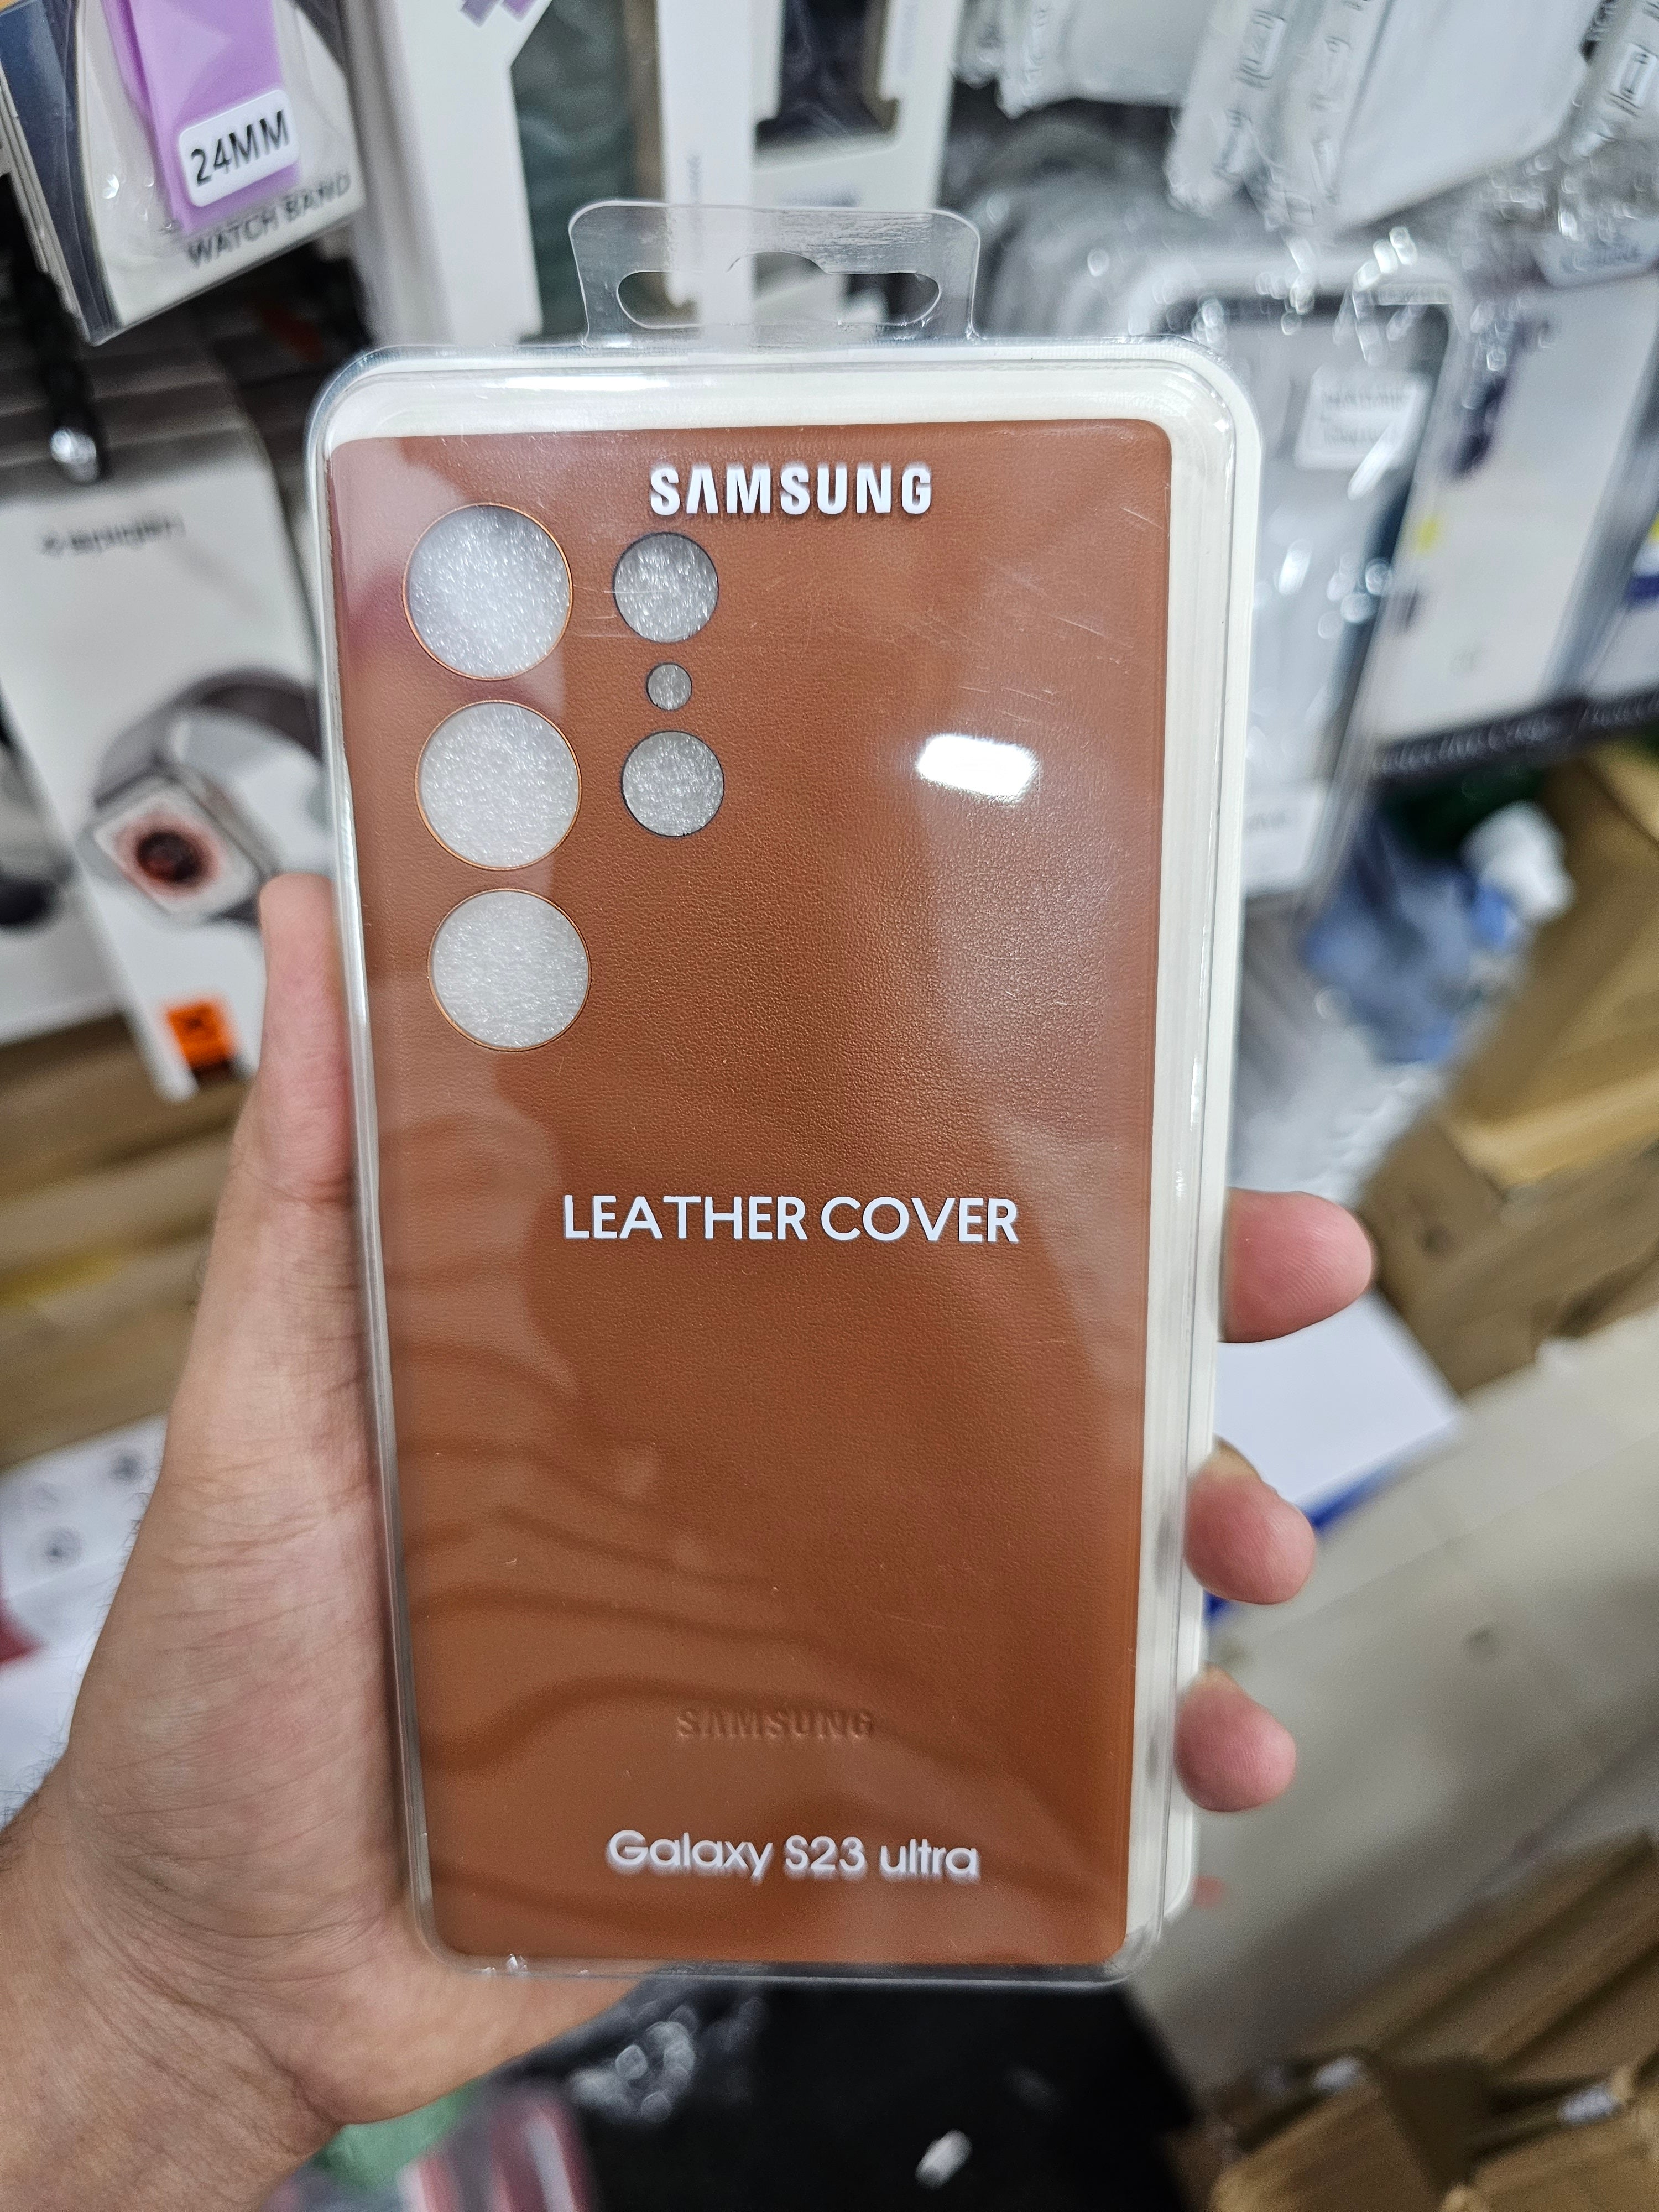 24MM
WATCH BAND
SAMSUNG
LEATHER COVER
SAMSUNG
Galaxy S23 ultra